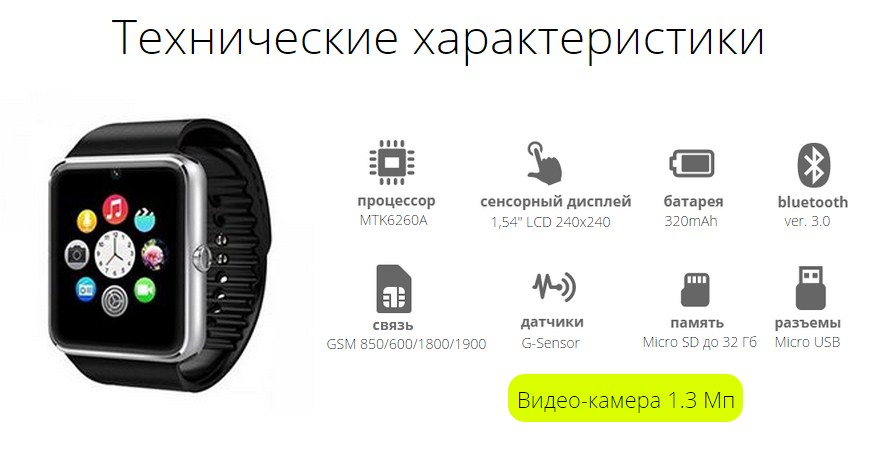 Технические характеристики
процессор
MTK6260A
сенсорный дисплей
1,54" LCD 240x240
батарея
320mAh
bluetooth
ver. 3.0
связь
GSM 850/600/1800/1900
датчики
G-Sensor
память
Micro SD до 32 Гб
разъемы
Micro USB
Видео-камера 1.3 Мп